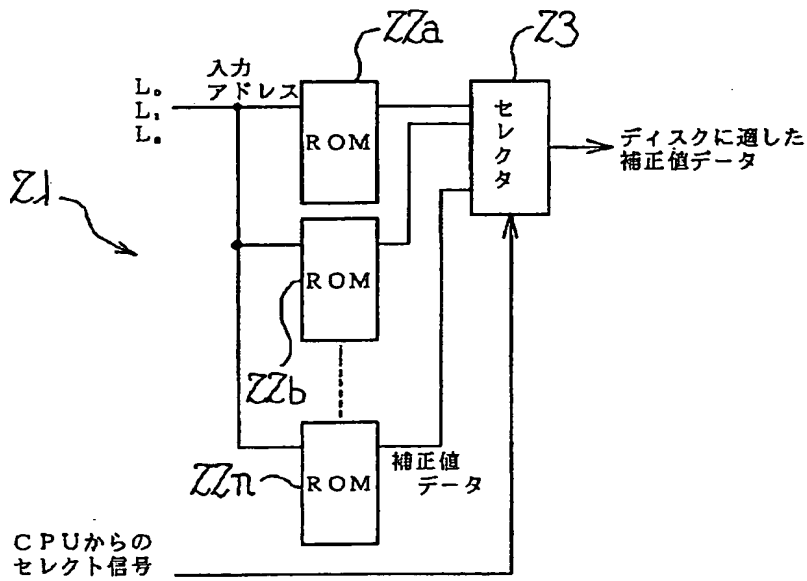 22a
23
入力
アドレス
L₀
L₁
L₂
ROM
セレクタ
ディスクに適した
補正値データ
21
ROM
22b
22n
ROM
補正値
データ
CPUからの
セレクト信号